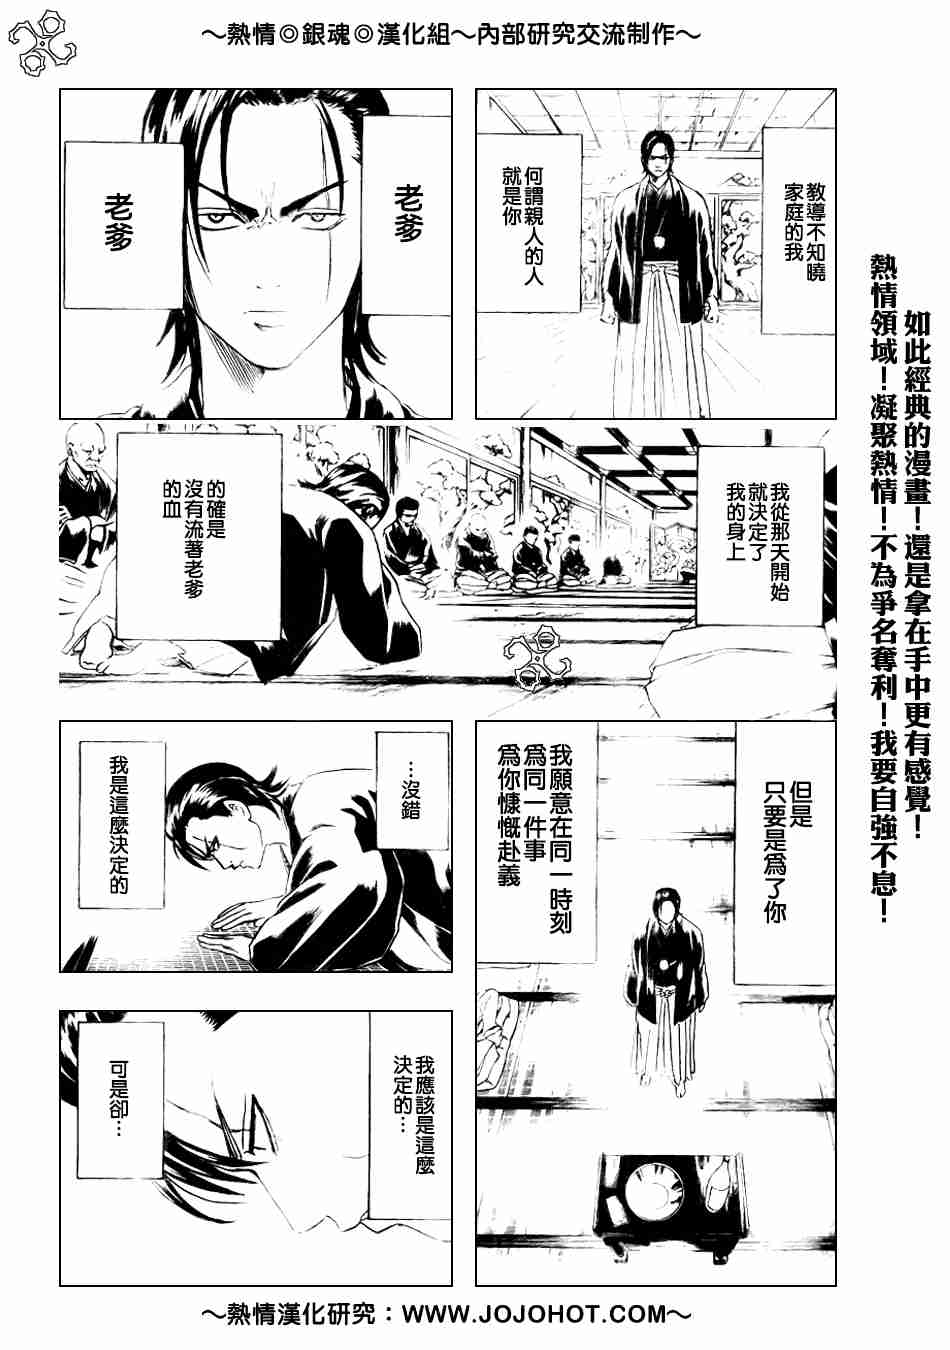 ～熱情◎銀魂◎漢化組～內部研究交流制作～
教導不知曉
家庭的我
何謂親人的人
就是你
老爹
老爹
我從那天開始
就決定了
我的身上
的確是
沒有流著老爹
的血
但是
只要是為了你
我願意在同一時刻
為同一件事
為你慷慨赴義
…沒錯
我是這麼決定的
我應該是這麼
決定的…
可是卻…
如此經典的漫畫！還是拿在手中更有感覺！
熱情領域！凝聚熱情！不為爭名奪利！我要自強不息！
～熱情漢化研究：WWW.JOJOHOT.COM～